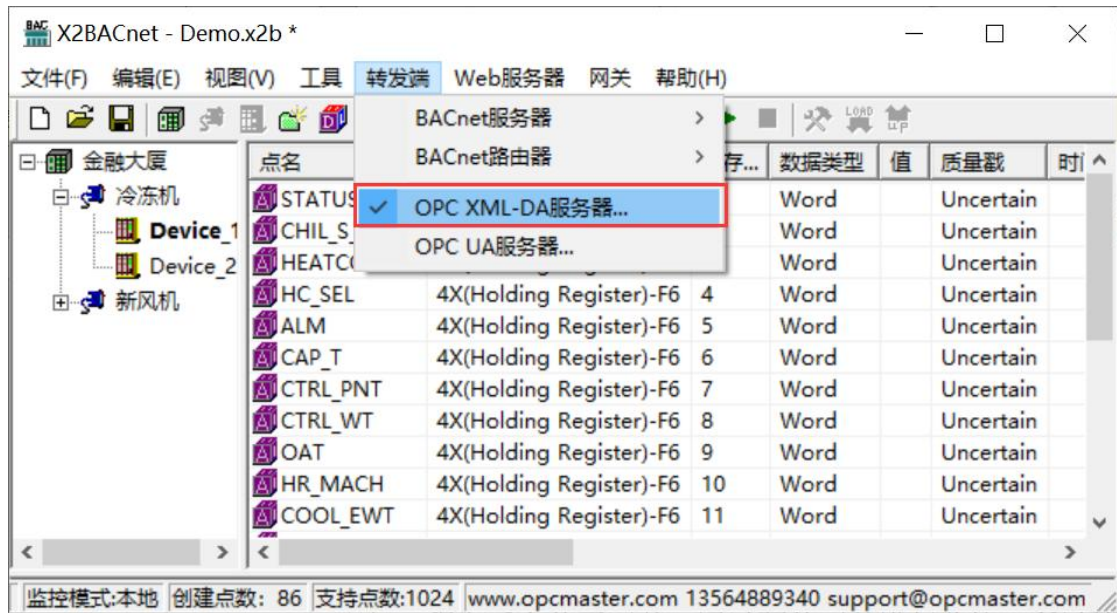 X2BACnet - Demo.x2b *
文件(F) 编辑(E) 视图(V) 工具 转发端 Web服务器 网关 帮助(H)
BACnet服务器
BACnet路由器
OPC XML-DA服务器...
OPC UA服务器...
LOAD UP
金融大厦
冷冻机
Device_1
Device_2
新风机
点名 存... 数据类型 值 质量戳
STATUS Word Uncertain
CHIL_S_ Word Uncertain
HEATC Word Uncertain
HC_SEL 4X(Holding Register)-F6 4 Word Uncertain
ALM 4X(Holding Register)-F6 5 Word Uncertain
CAP_T 4X(Holding Register)-F6 6 Word Uncertain
CTRL_PNT 4X(Holding Register)-F6 7 Word Uncertain
CTRL_WT 4X(Holding Register)-F6 8 Word Uncertain
OAT 4X(Holding Register)-F6 9 Word Uncertain
HR_MACH 4X(Holding Register)-F6 10 Word Uncertain
COOL_EWT 4X(Holding Register)-F6 11 Word Uncertain
监控模式:本地 创建点数: 86 支持点数:1024 www.opcmaster.com 13564889340 support@opcmaster.com